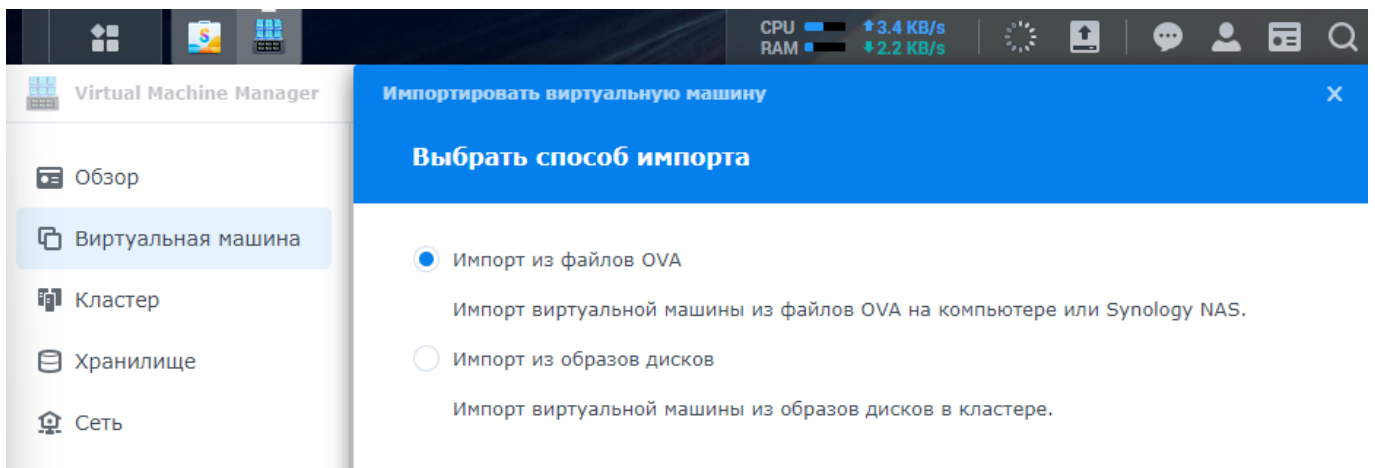 CPU 3.4 KB/s
RAM 2.2 KB/s
Virtual Machine Manager
Импортировать виртуальную машину
Выбрать способ импорта
Обзор
Виртуальная машина
Кластер
Хранилище
Сеть
Импорт из файлов OVA
Импорт виртуальной машины из файлов OVA на компьютере или Synology NAS.
Импорт из образов дисков
Импорт виртуальной машины из образов дисков в кластере.